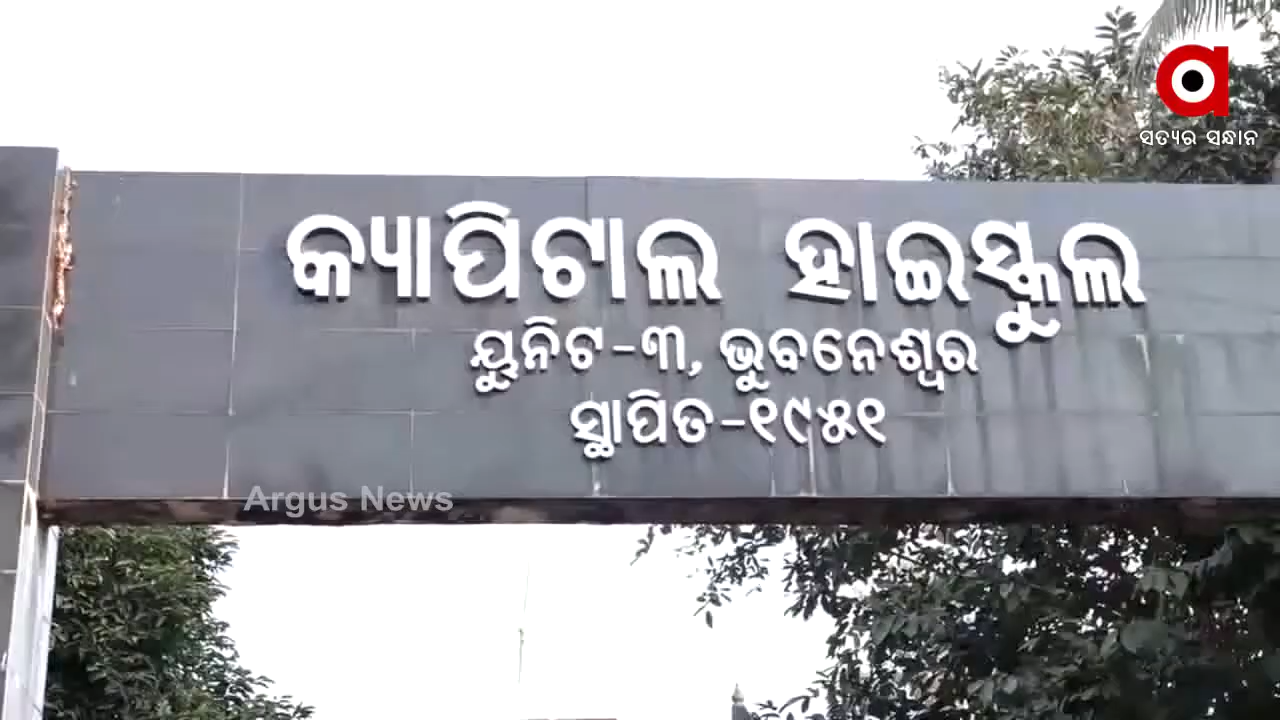 ସତ୍ୟର ସନ୍ଧାନ
କ୍ୟାପିଟାଲ ହାଇସ୍କୁଲ
ୟୁନିଟ-୩, ଭୁବନେଶ୍ୱର
ସ୍ଥାପିତ-୧୯୫୧
Argus News